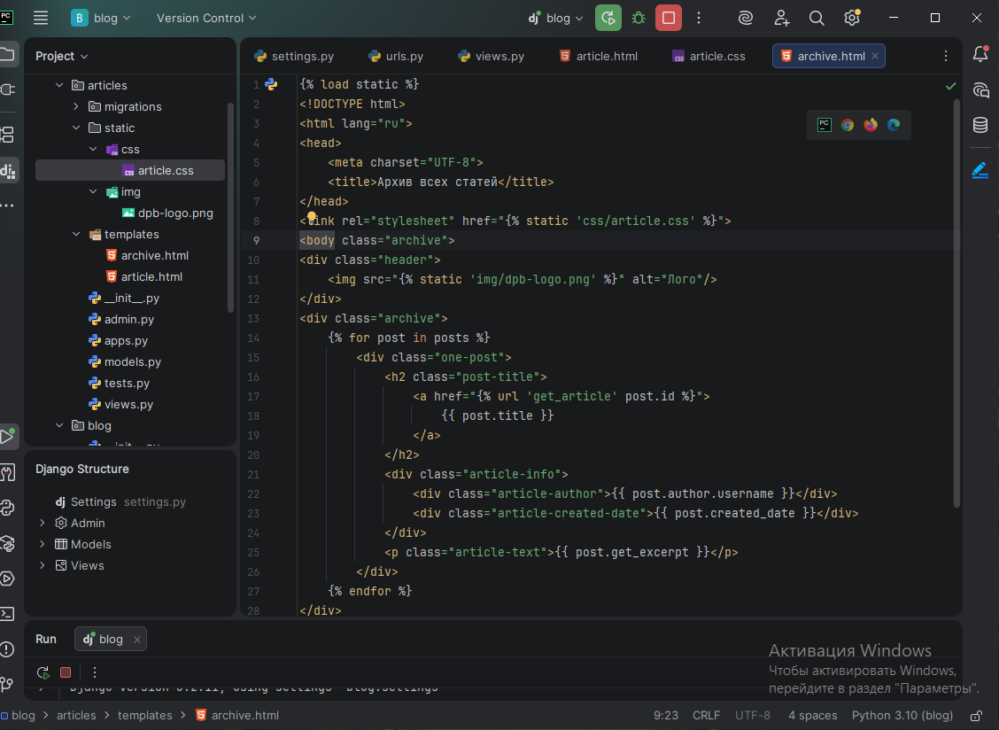 PC
B blog
Version Control
dj blog
Project
settings.py
urls.py
views.py
article.html
article.css
archive.html
articles
migrations
static
css
article.css
img
dpb-logo.png
templates
archive.html
article.html
__init__.py
admin.py
apps.py
models.py
tests.py
views.py
blog
__init__.py
Django Structure
dj Settings settings.py
Admin
Models
Views
1 {% load static %}
2 <!DOCTYPE html>
3 <html lang="ru">
4 <head>
5 <meta charset="UTF-8">
6 <title>Архив всех статей</title>
7 </head>
8 <link rel="stylesheet" href="{% static 'css/article.css' %}">
9 <body class="archive">
10 <div class="header">
11 <img src="{% static 'img/dpb-logo.png' %}" alt="Лого"/>
12 </div>
13 <div class="archive">
14 {% for post in posts %}
15 <div class="one-post">
16 <h2 class="post-title">
17 <a href="{% url 'get_article' post.id %}">
18 {{ post.title }}
19 </a>
20 </h2>
21 <div class="article-info">
22 <div class="article-author">{{ post.author.username }}</div>
23 <div class="article-created-date">{{ post.created_date }}</div>
24 </div>
25 <p class="article-text">{{ post.get_excerpt }}</p>
26 </div>
27 {% endfor %}
28 </div>
PC
Run
dj blog
Django version 5.2.11, using settings 'blog.settings'
Активация Windows
Чтобы активировать Windows,
перейдите в раздел "Параметры".
blog > articles > templates > archive.html
9:23 CRLF UTF-8 4 spaces Python 3.10 (blog)